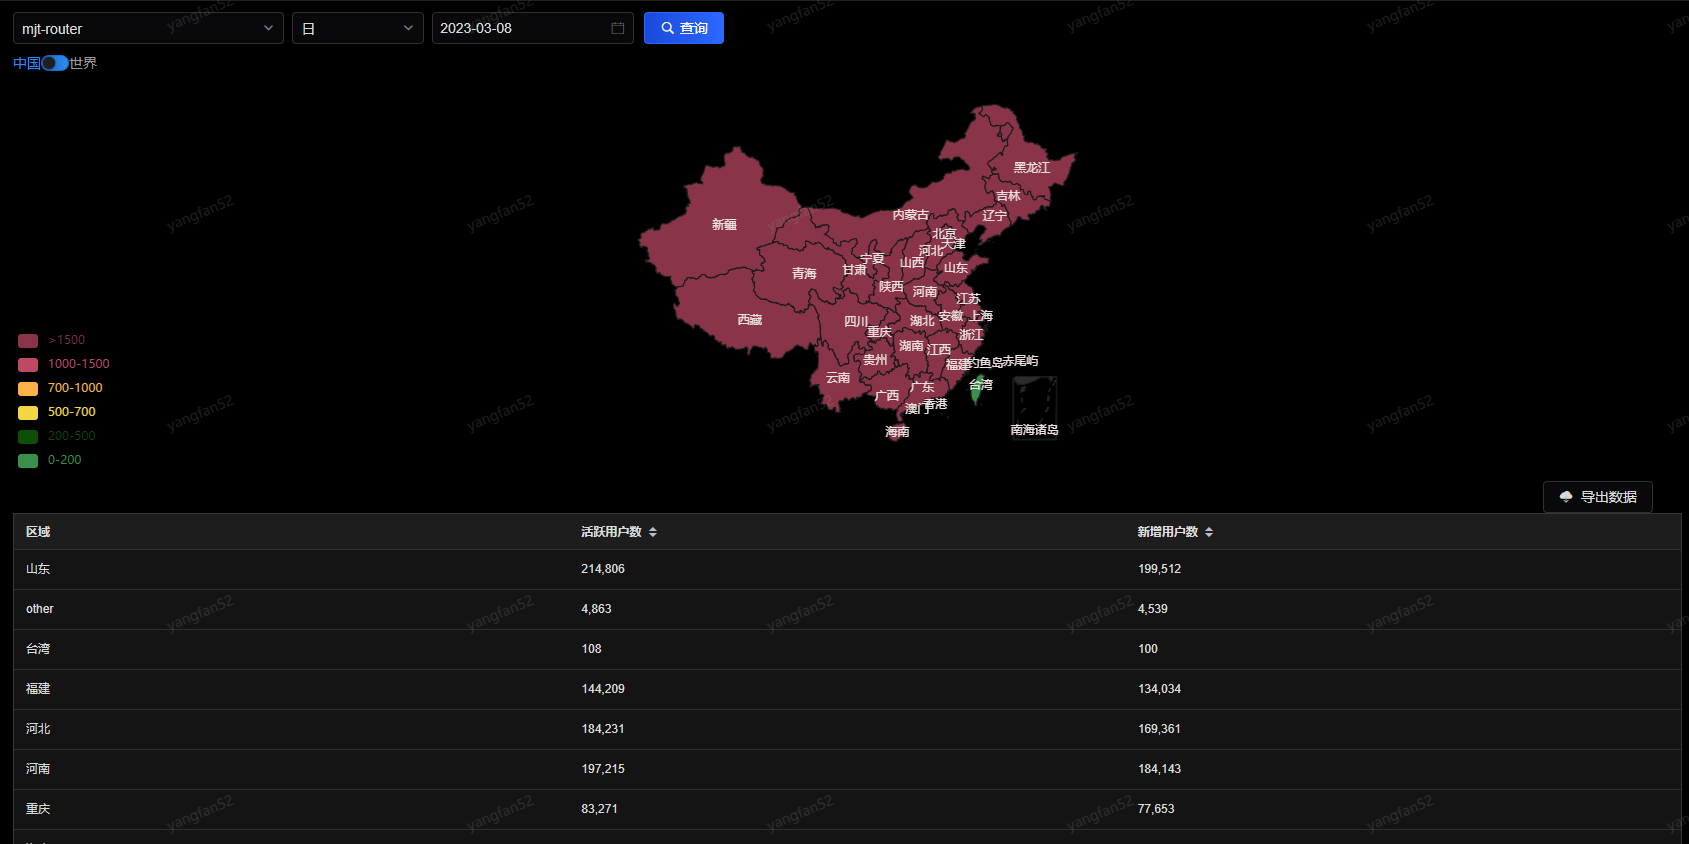 mjt-router 日 2023-03-08 查询
中国 世界
黑龙江
吉林
辽宁
内蒙古
新疆
北京
天津
河北
宁夏
山西
山东
甘肃
青海
陕西
河南
江苏
西藏
四川
湖北
安徽
上海
重庆
浙江
湖南
江西
贵州
福建
钓鱼岛
赤尾屿
云南
台湾
广东
广西
香港
澳门
海南
南海诸岛
>1500
1000-1500
700-1000
500-700
200-500
0-200
导出数据
区域 活跃用户数 新增用户数
山东 214,806 199,512
other 4,863 4,539
台湾 108 100
福建 144,209 134,034
河北 184,231 169,361
河南 197,215 184,143
重庆 83,271 77,653
yangfan52